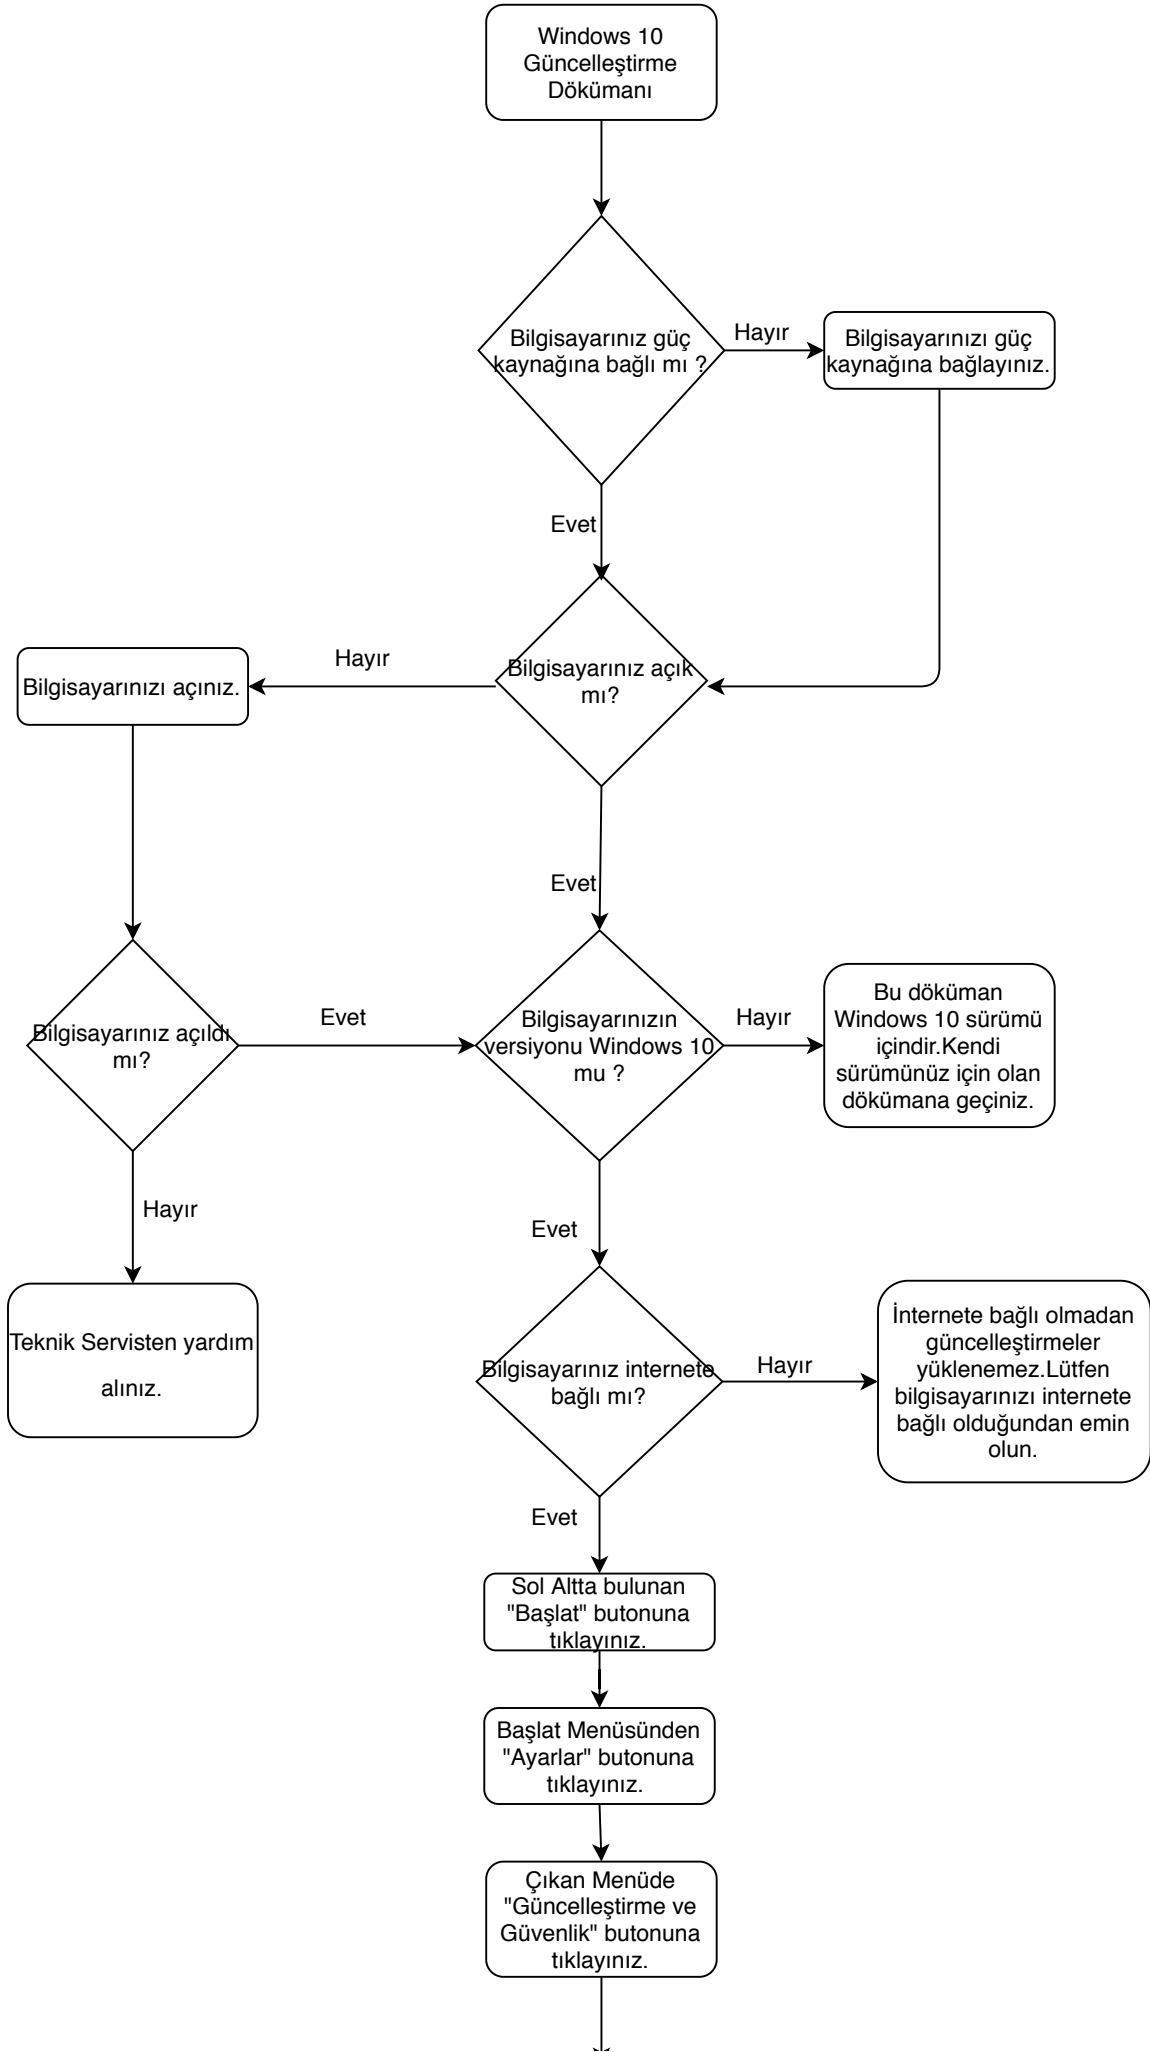 Windows 10
Güncelleştirme
Dökümanı
Bilgisayarınız güç
kaynağına bağlı mı ?
Hayır
Bilgisayarınızı güç
kaynağına bağlayınız.
Evet
Bilgisayarınız açık
mı?
Hayır
Bilgisayarınızı açınız.
Evet
Bilgisayarınız açıldı
mı?
Evet
Bilgisayarınızın
versiyonu Windows 10
mu ?
Hayır
Bu döküman
Windows 10 sürümü
içindir.Kendi
sürümünüz için olan
dökümana geçiniz.
Hayır
Evet
Teknik Servisten yardım
alınız.
Bilgisayarınız internete
bağlı mı?
Hayır
İnternete bağlı olmadan
güncelleştirmeler
yüklenemez.Lütfen
bilgisayarınızı internete
bağlı olduğundan emin
olun.
Evet
Sol Altta bulunan
"Başlat" butonuna
tıklayınız.
Başlat Menüsünden
"Ayarlar" butonuna
tıklayınız.
Çıkan Menüde
"Güncelleştirme ve
Güvenlik" butonuna
tıklayınız.